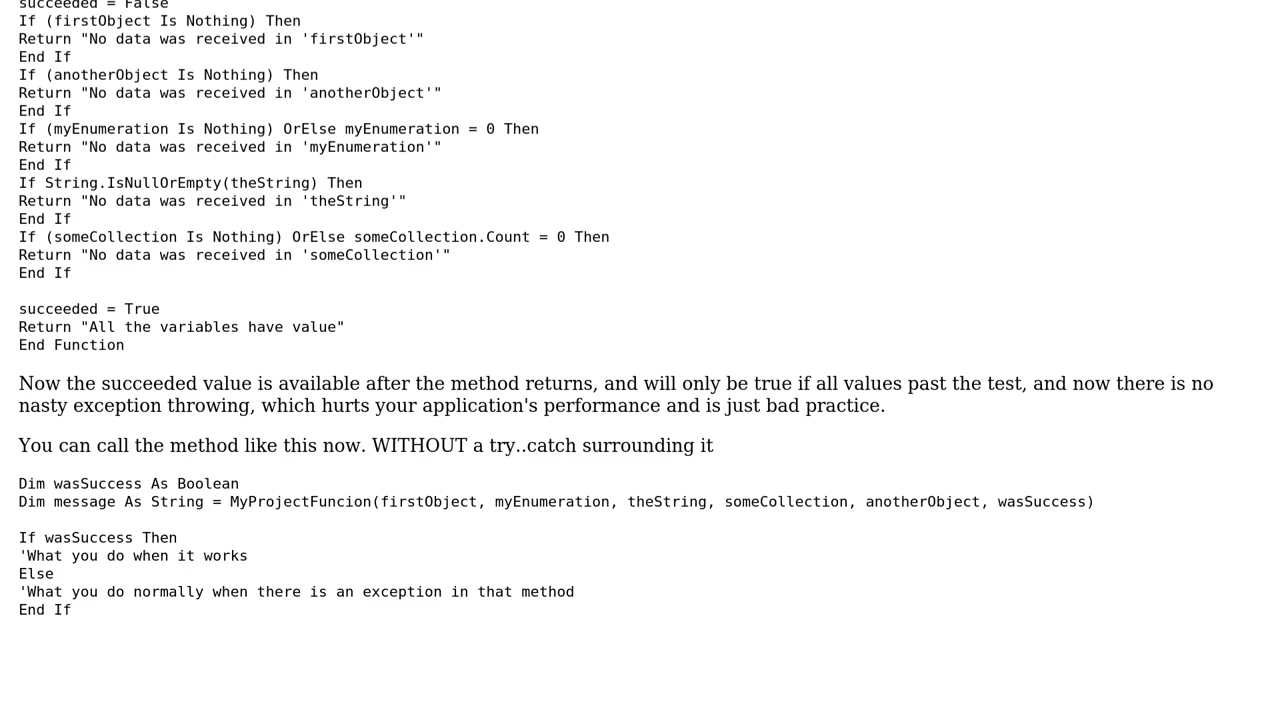 succeeded = False
If (firstObject Is Nothing) Then
Return "No data was received in 'firstObject'"
End If
If (anotherObject Is Nothing) Then
Return "No data was received in 'anotherObject'"
End If
If (myEnumeration Is Nothing) OrElse myEnumeration = 0 Then
Return "No data was received in 'myEnumeration'"
End If
If String.IsNullOrEmpty(theString) Then
Return "No data was received in 'theString'"
End If
If (someCollection Is Nothing) OrElse someCollection.Count = 0 Then
Return "No data was received in 'someCollection'"
End If
succeeded = True
Return "All the variables have value"
End Function
Now the succeeded value is available after the method returns, and will only be true if all values past the test, and now there is no
nasty exception throwing, which hurts your application's performance and is just bad practice.
You can call the method like this now. WITHOUT a try..catch surrounding it
Dim wasSuccess As Boolean
Dim message As String = MyProjectFuncion(firstObject, myEnumeration, theString, someCollection, anotherObject, wasSuccess)
If wasSuccess Then
'What you do when it works
Else
'What you do normally when there is an exception in that method
End If